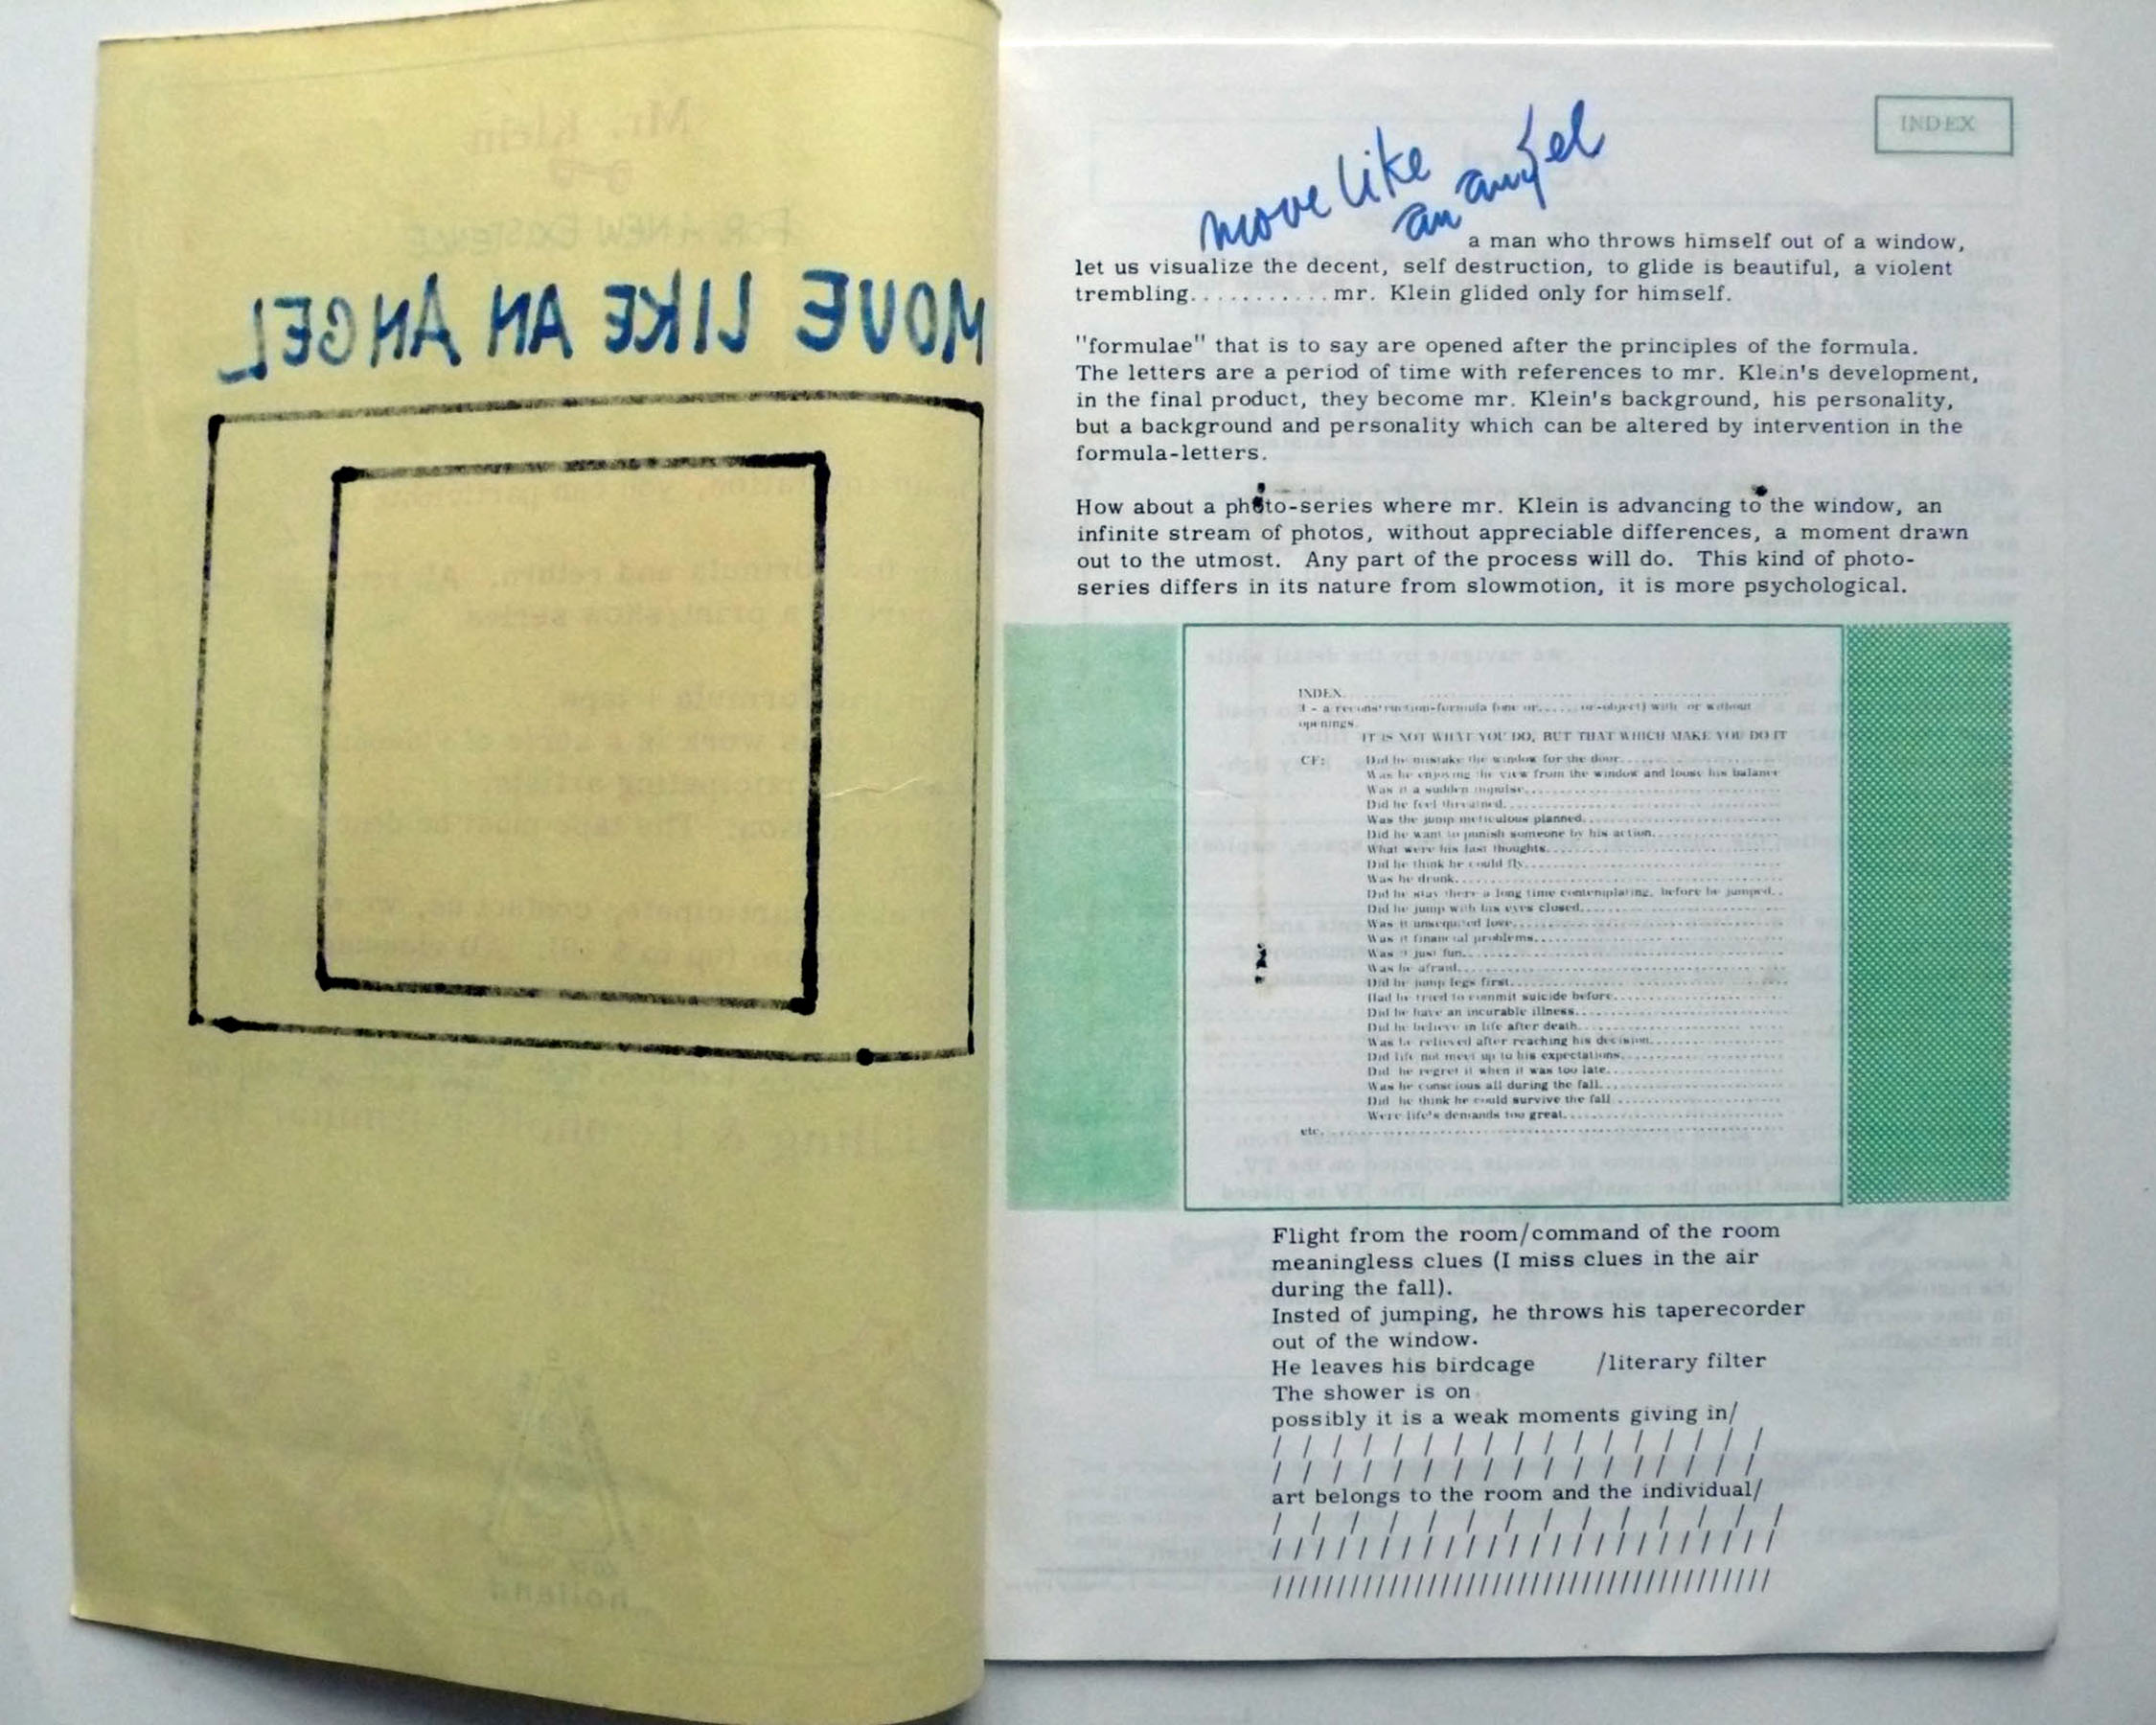 Mr. Klein
FOR A NEW EXISTENCE
MOVE LIKE AN ANGEL
holland
INDEX
move like
an angel
a man who throws himself out of a window,
let us visualize the decent, self destruction, to glide is beautiful, a violent
trembling............mr. Klein glided only for himself.
"formulae" that is to say are opened after the principles of the formula.
The letters are a period of time with references to mr. Klein's development,
in the final product, they become mr. Klein's background, his personality,
but a background and personality which can be altered by intervention in the
formula-letters.
How about a photo-series where mr. Klein is advancing to the window, an
infinite stream of photos, without appreciable differences, a moment drawn
out to the utmost. Any part of the process will do. This kind of photo-
series differs in its nature from slowmotion, it is more psychological.
INDEX
1 - a reconstruction-formula (one or...... or-object) with or without
openings.
IT IS NOT WHAT YOU DO, BUT THAT WHICH MAKE YOU DO IT
CF: Did he mistake the window for the door
Was he enjoying the view from the window and loose his balance
Was it a sudden impulse
Did he feel threatned
Was the jump meticulous planned
Did he want to punish someone by his action
What were his last thoughts
Did he think he could fly
Was he drunk
Did he stay there a long time contemplating, before he jumped
Did he jump with his eyes closed
Was it unrequited love
Was it financial problems
Was it just fun
Was he afraid
Did he jump legs first
Had he tried to commit suicide before
Did he have an incurable illness
Did he believe in life after death
Was he relieved after reaching his decision
Did life not meet up to his expectations
Did he regret it when it was too late
Was he conscious all during the fall
Did he think he could survive the fall
Were life's demands too great
etc.
Flight from the room/command of the room
meaningless clues (I miss clues in the air
during the fall).
Insted of jumping, he throws his taperecorder
out of the window.
He leaves his birdcage /literary filter
The shower is on
possibly it is a weak moments giving in/
/ / / / / / / / / / / / / / / / /
/ / / / / / / / / / / / / / / / /
art belongs to the room and the individual/
/ / / / / / / / / / / / / /
/ / / / / / / / / / / / / / / / / / / / / / / /
///////////////////////////////////////